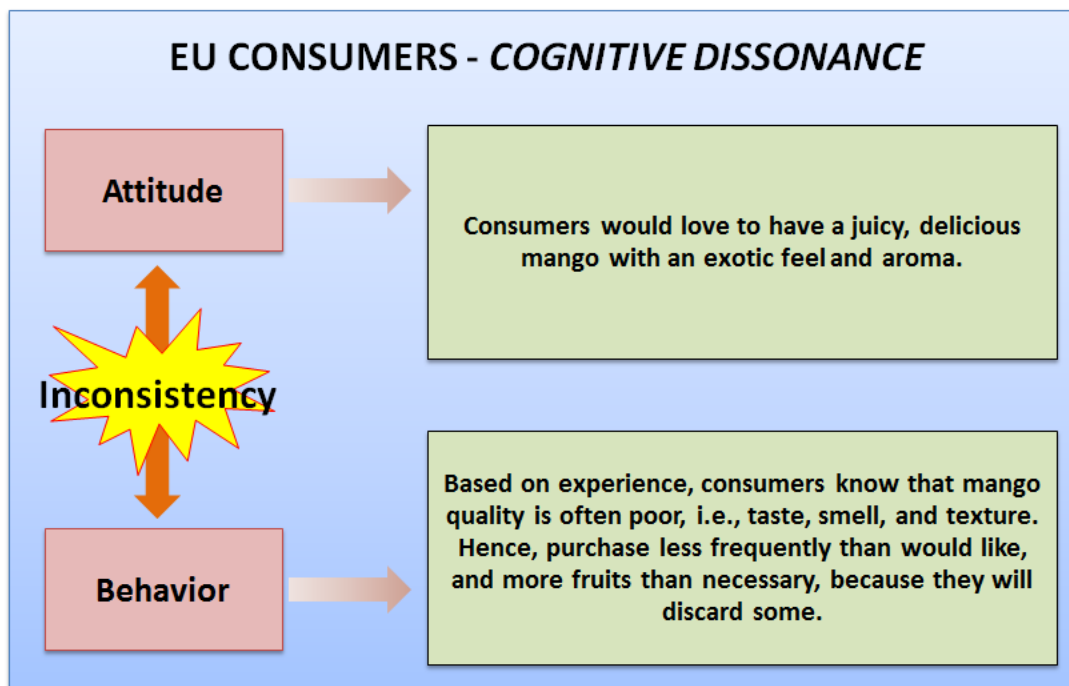 EU CONSUMERS - COGNITIVE DISSONANCE
Attitude
Consumers would love to have a juicy, delicious
mango with an exotic feel and aroma.
Inconsistency
Behavior
Based on experience, consumers know that mango
quality is often poor, i.e., taste, smell, and texture.
Hence, purchase less frequently than would like,
and more fruits than necessary, because they will
discard some.